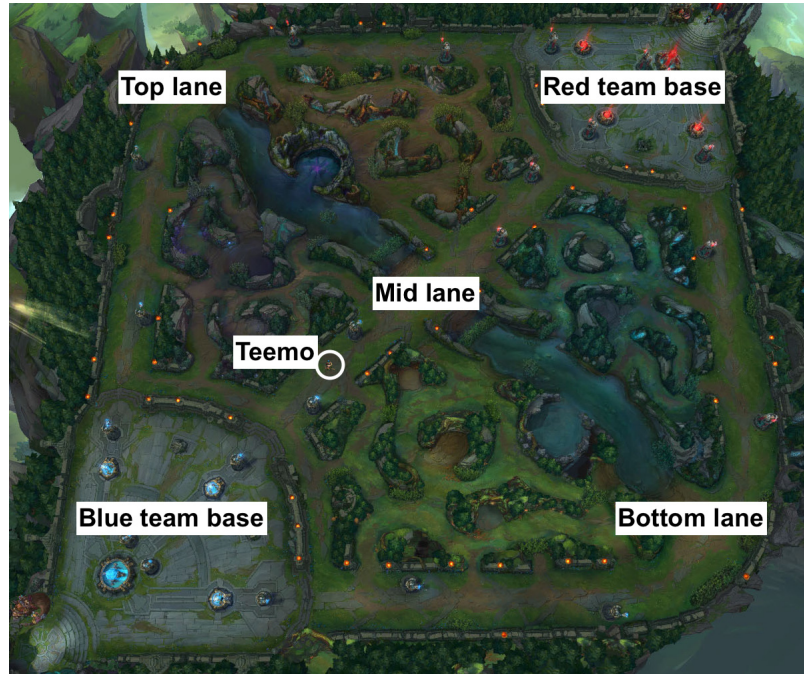 Top lane
Red team base
Mid lane
Teemo
Blue team base
Bottom lane